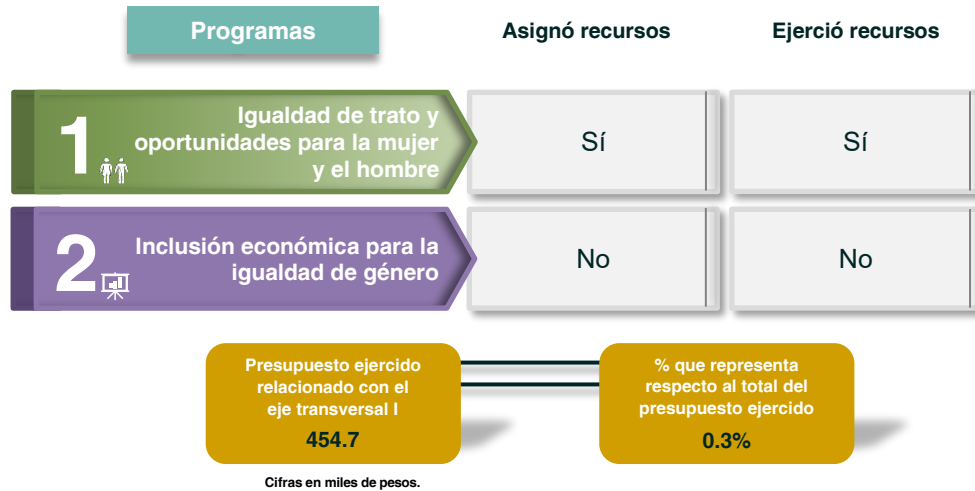 Programas
Asignó recursos
Ejerció recursos
1
Igualdad de trato y
oportunidades para la mujer
y el hombre
Sí
Sí
2
Inclusión económica para la
igualdad de género
No
No
Presupuesto ejercido
relacionado con el
eje transversal I
454.7
% que representa
respecto al total del
presupuesto ejercido
0.3%
Cifras en miles de pesos.